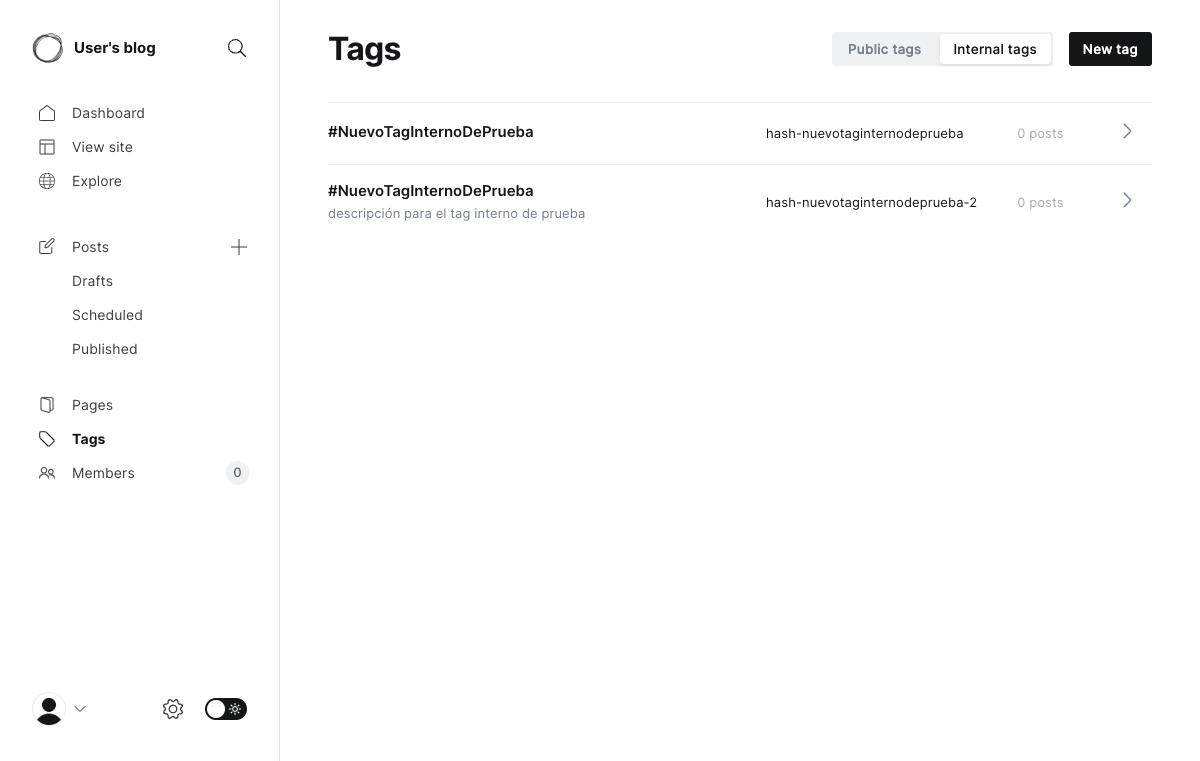 User's blog
Dashboard
View site
Explore
Posts
Drafts
Scheduled
Published
Pages
Tags
Members
0
Tags
Public tags
Internal tags
New tag
#NuevoTagInternoDePrueba
hash-nuevotaginternodeprueba
0 posts
#NuevoTagInternoDePrueba
descripción para el tag interno de prueba
hash-nuevotaginternodeprueba-2
0 posts